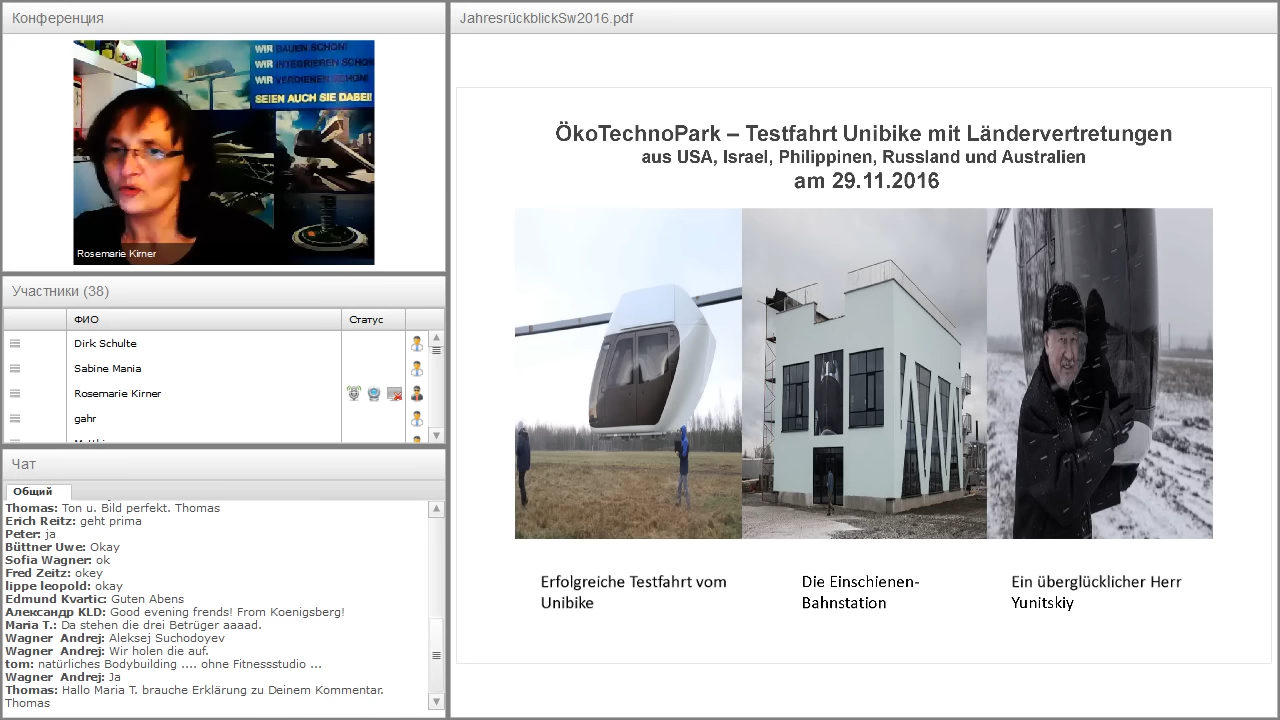 Конференция
WIR BAUEN SCHON!
WIR INTEGRIEREN SCHON
WIR VERDIENEN SCHON!
SEIEN AUCH SIE DABEI!
Rosemarie Kirner
Участники (38)
ФИО
Статус
Dirk Schulte
Sabine Mania
Rosemarie Kirner
gahr
Чат
Общий
Thomas: Ton u. Bild perfekt. Thomas
Erich Reitz: geht prima
Peter: ja
Büttner Uwe: Okay
Sofia Wagner: ok
Fred Zeitz: okey
lippe leopold: okay
Edmund Kvartic: Guten Abens
Александр KLD: Good evening frends! From Koenigsberg!
Maria T.: Da stehen die drei Betrüger aaaad.
Wagner Andrej: Aleksej Suchodoyev
Wagner Andrej: Wir holen die auf.
tom: natürliches Bodybuilding .... ohne Fitnessstudio ...
Wagner Andrej: Ja
Thomas: Hallo Maria T. brauche Erklärung zu Deinem Kommentar.
Thomas
JahresrückblickSw2016.pdf
ÖkoTechnoPark – Testfahrt Unibike mit Ländervertretungen
aus USA, Israel, Philippinen, Russland und Australien
am 29.11.2016
Erfolgreiche Testfahrt vom
Unibike
Die Einschienen-
Bahnstation
Ein überglücklicher Herr
Yunitskiy